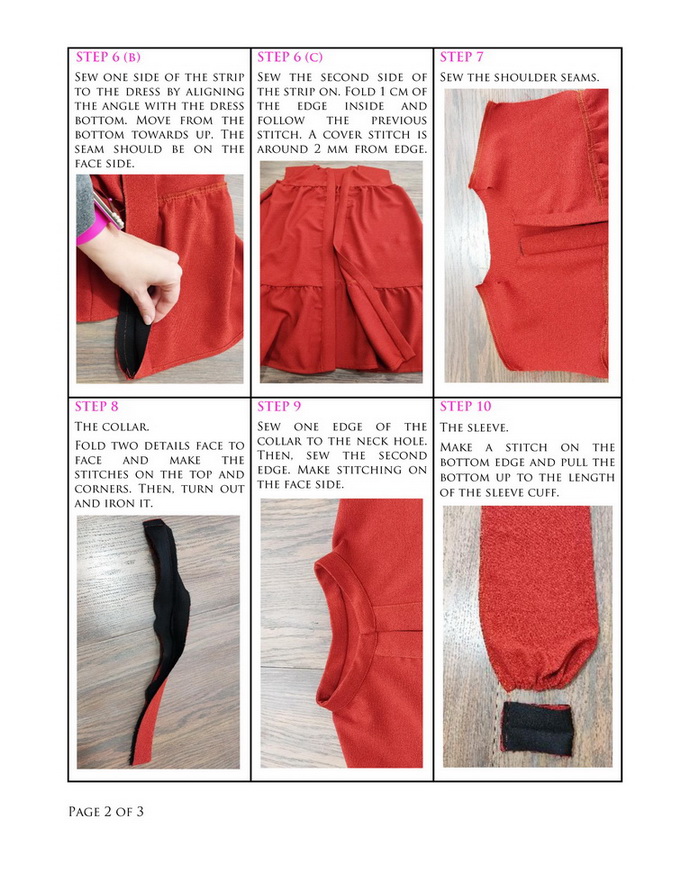 STEP 6 (B)
SEW ONE SIDE OF THE STRIP
TO THE DRESS BY ALIGNING
THE ANGLE WITH THE DRESS
BOTTOM. MOVE FROM THE
BOTTOM TOWARDS UP. THE
SEAM SHOULD BE ON THE
FACE SIDE.
STEP 6 (C)
SEW THE SECOND SIDE OF
THE STRIP ON. FOLD 1 CM OF
THE EDGE INSIDE AND
FOLLOW THE PREVIOUS
STITCH. A COVER STITCH IS
AROUND 2 MM FROM EDGE.
STEP 7
SEW THE SHOULDER SEAMS.
STEP 8
THE COLLAR.
FOLD TWO DETAILS FACE TO
FACE AND MAKE THE
STITCHES ON THE TOP AND
CORNERS. THEN, TURN OUT
AND IRON IT.
STEP 9
SEW ONE EDGE OF THE
COLLAR TO THE NECK HOLE.
THEN, SEW THE SECOND
EDGE. MAKE STITCHING ON
THE FACE SIDE.
STEP 10
THE SLEEVE.
MAKE A STITCH ON THE
BOTTOM EDGE AND PULL THE
BOTTOM UP TO THE LENGTH
OF THE SLEEVE CUFF.
PAGE 2 OF 3